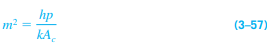 m² = hp / kA_c (3–57)